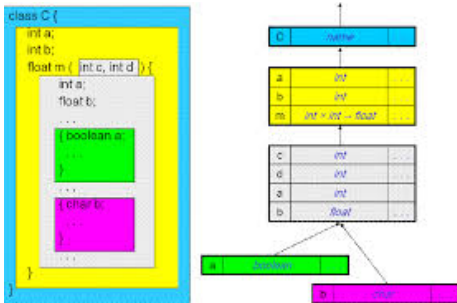 class C {
int a;
int b;
float m ( int c, int d ) {
int a;
float b;
. . .
{ boolean a;
. . .
}
. . .
{ char b;
. . .
}
. . .
}
}
C name
a int . . .
b int
m int × int → float . . .
c int . . .
d int
a int
b float . . .
a boolean
b char